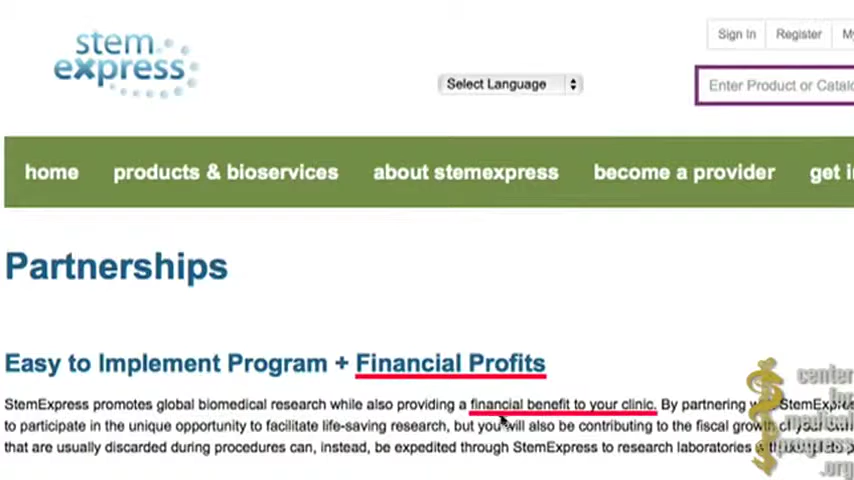 stem
express
Sign In
Register
Select Language
Enter Product or
home
products & bioservices
about stemexpress
become a provider
get
Partnerships
Easy to Implement Program + Financial Profits
StemExpress promotes global biomedical research while also providing a financial benefit to your clinic. By partnering
to participate in the unique opportunity to facilitate life-saving research, but you will also be contributing to the fiscal growth of
that are usually discarded during procedures can, instead, be expedited through StemExpress to research laboratories
center
for
medical
progress
.org